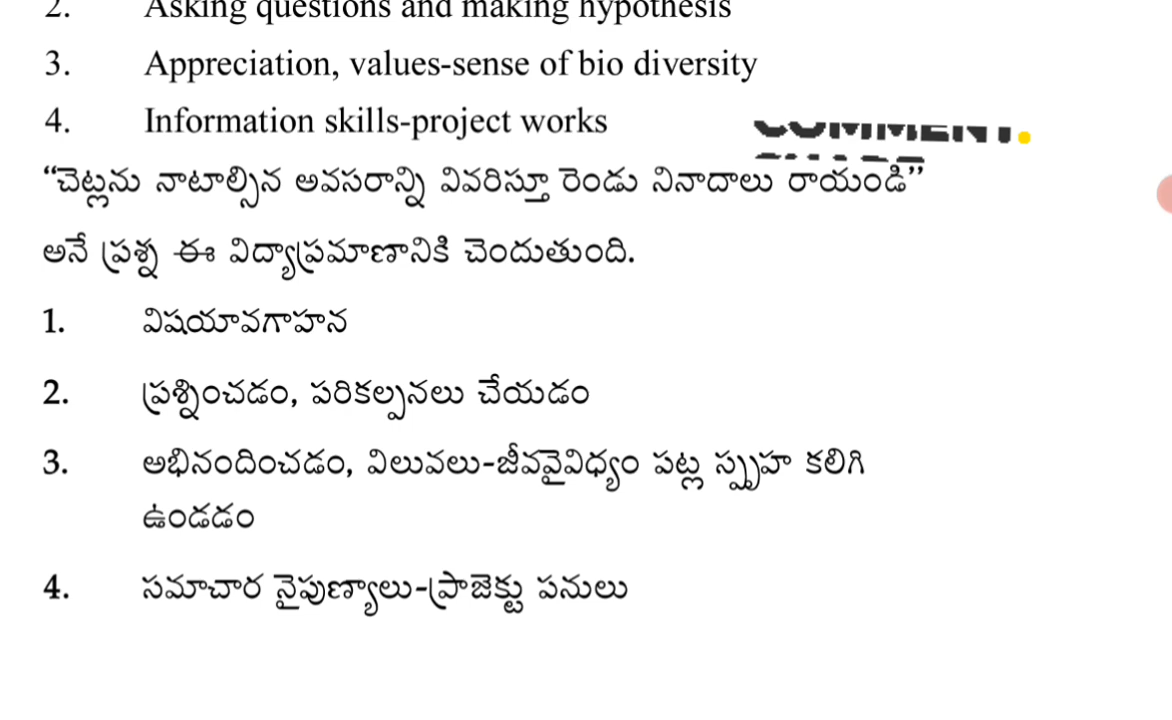 2. Asking questions and making hypothesis
3. Appreciation, values-sense of bio diversity
4. Information skills-project works
COMMENT.
“చెట్లను నాటాల్సిన అవసరాన్ని వివరిస్తూ రెండు నినాదాలు రాయండి”
అనే ప్రశ్న ఈ విద్యాప్రమాణానికి చెందుతుంది.
1. విషయావగాహన
2. ప్రశ్నించడం, పరికల్పనలు చేయడం
3. అభినందించడం, విలువలు-జీవవైవిధ్యం పట్ల స్పృహ కలిగి
ఉండడం
4. సమాచార నైపుణ్యాలు-ప్రాజెక్టు పనులు